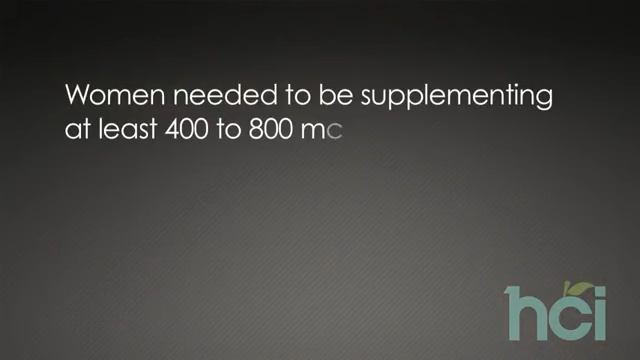 Women needed to be supplementing
at least 400 to 800 mc
hci